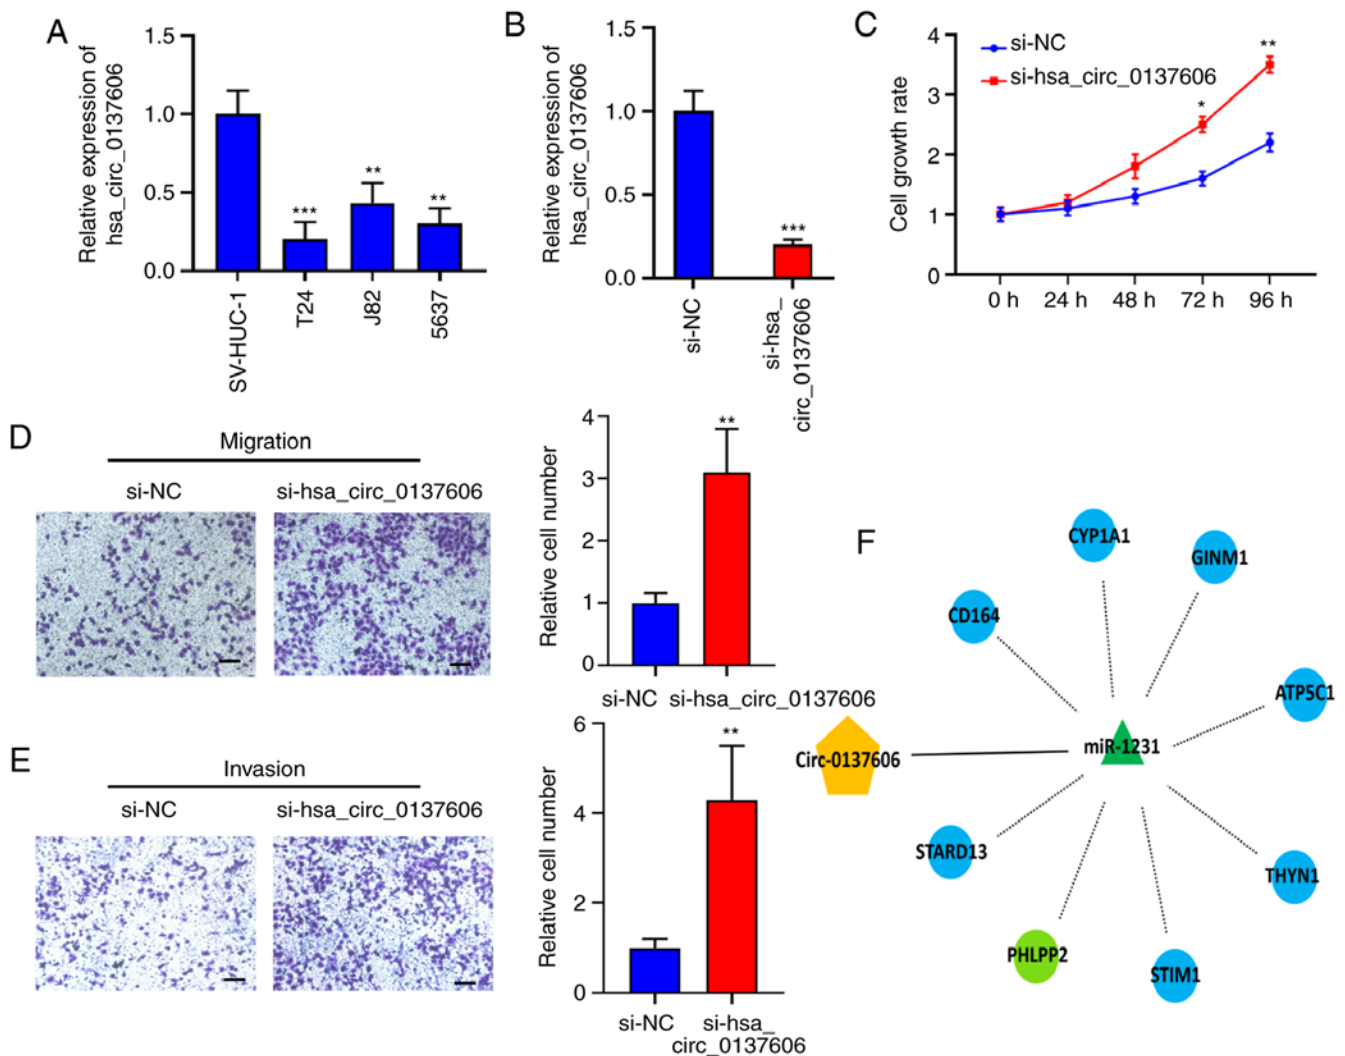 A
Relative expression of
hsa_circ_0137606
1.5
1.0
0.5
0.0
***
**
**
SV-HUC-1
T24
J82
5637
B
Relative expression of
hsa_circ_0137606
1.5
1.0
0.5
0.0
***
si-NC
si-hsa_
circ_0137606
C
Cell growth rate
4
3
2
1
0
si-NC
si-hsa_circ_0137606
*
**
0 h
24 h
48 h
72 h
96 h
D
Migration
si-NC
si-hsa_circ_0137606
Relative cell number
4
3
2
1
0
**
si-NC
si-hsa_circ_0137606
E
Invasion
si-NC
si-hsa_circ_0137606
Relative cell number
6
4
2
0
**
si-NC
si-hsa_
circ_0137606
F
CYP1A1
GINM1
CD164
ATP5C1
miR-1231
Circ-0137606
STARD13
THYN1
PHLPP2
STIM1